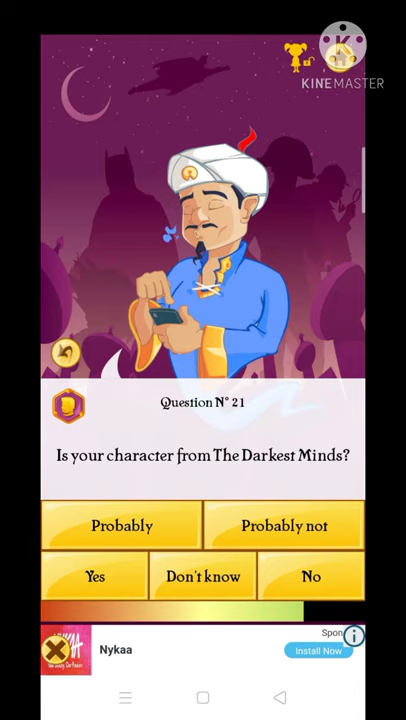 KINEMASTER
Question N° 21
Is your character from The Darkest Minds?
Probably
Probably not
Yes
Don't know
No
Spon
Nykaa
Install Now